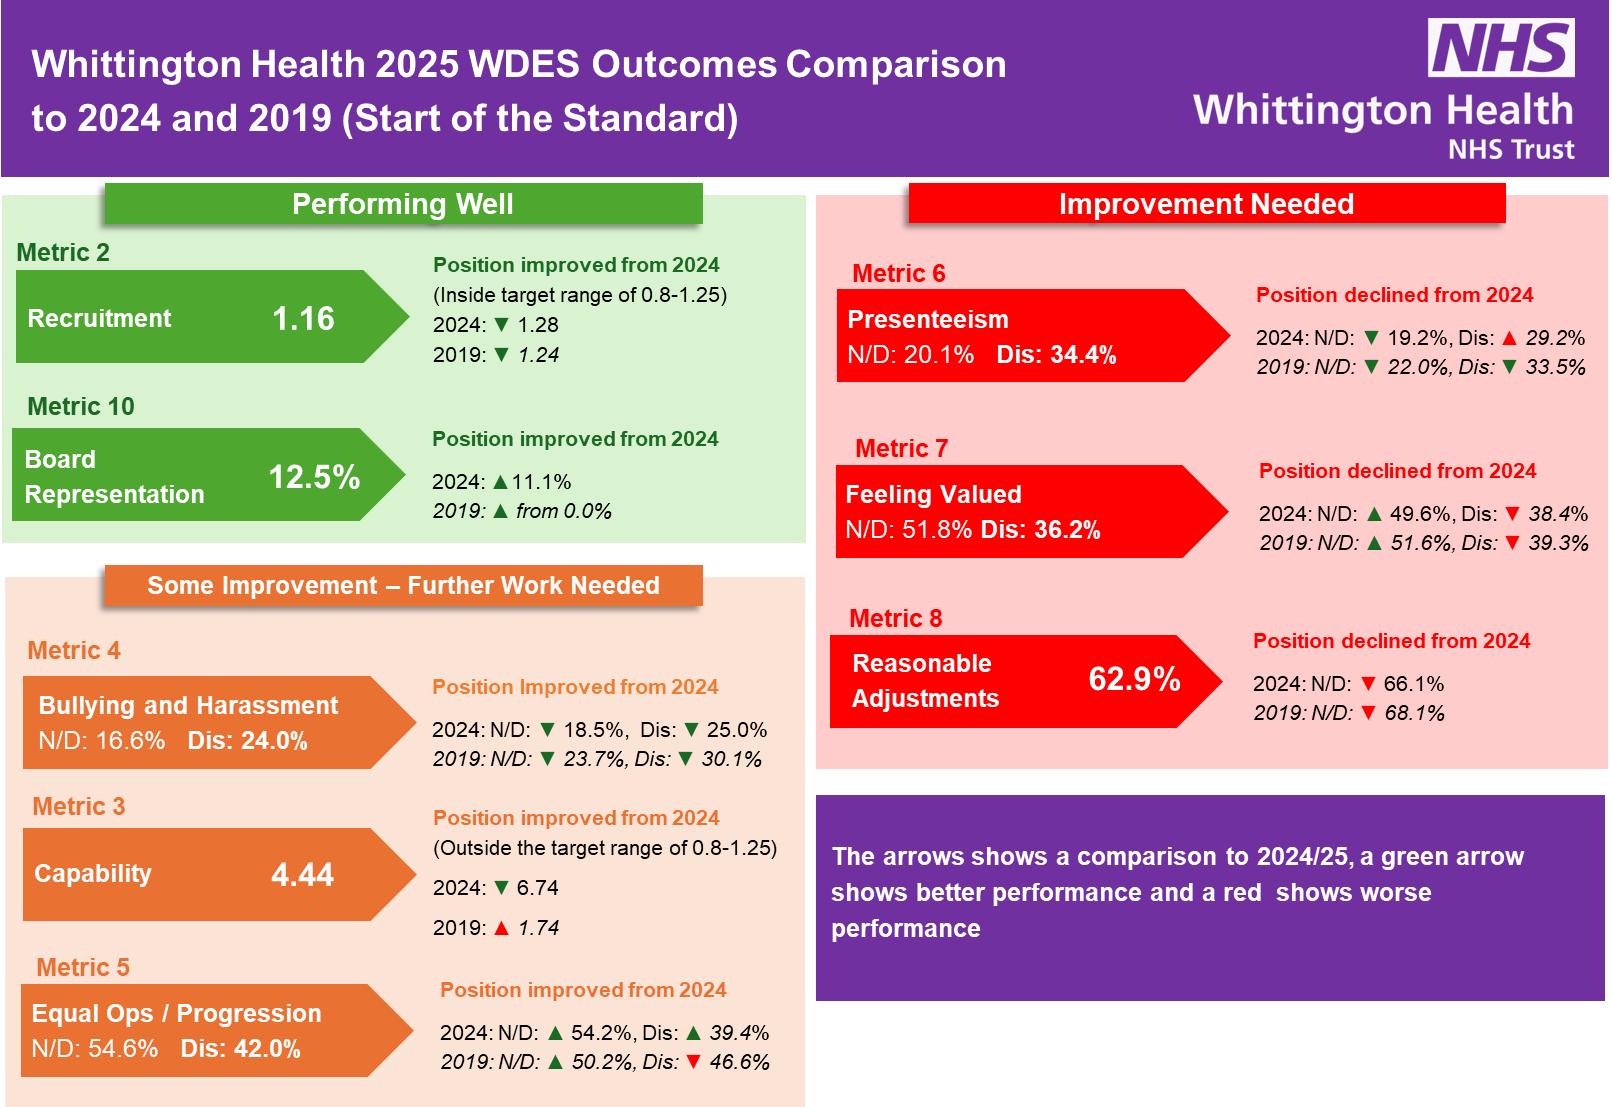 Whittington Health 2025 WDES Outcomes Comparison
to 2024 and 2019 (Start of the Standard)
NHS
Whittington Health
NHS Trust
Performing Well
Metric 2
Recruitment 1.16
Position improved from 2024
(Inside target range of 0.8-1.25)
2024: ▼ 1.28
2019: ▼ 1.24
Metric 10
Board
Representation 12.5%
Position improved from 2024
2024: ▲11.1%
2019: ▲ from 0.0%
Some Improvement – Further Work Needed
Metric 4
Bullying and Harassment
N/D: 16.6% Dis: 24.0%
Position Improved from 2024
2024: N/D: ▼ 18.5%, Dis: ▼ 25.0%
2019: N/D: ▼ 23.7%, Dis: ▼ 30.1%
Metric 3
Capability 4.44
Position improved from 2024
(Outside the target range of 0.8-1.25)
2024: ▼ 6.74
2019: ▲ 1.74
Metric 5
Equal Ops / Progression
N/D: 54.6% Dis: 42.0%
Position improved from 2024
2024: N/D: ▲ 54.2%, Dis: ▲ 39.4%
2019: N/D: ▲ 50.2%, Dis: ▼ 46.6%
Improvement Needed
Metric 6
Presenteeism
N/D: 20.1% Dis: 34.4%
Position declined from 2024
2024: N/D: ▼ 19.2%, Dis: ▲ 29.2%
2019: N/D: ▼ 22.0%, Dis: ▼ 33.5%
Metric 7
Feeling Valued
N/D: 51.8% Dis: 36.2%
Position declined from 2024
2024: N/D: ▲ 49.6%, Dis: ▼ 38.4%
2019: N/D: ▲ 51.6%, Dis: ▼ 39.3%
Metric 8
Reasonable
Adjustments 62.9%
Position declined from 2024
2024: N/D: ▼ 66.1%
2019: N/D: ▼ 68.1%
The arrows shows a comparison to 2024/25, a green arrow
shows better performance and a red shows worse
performance